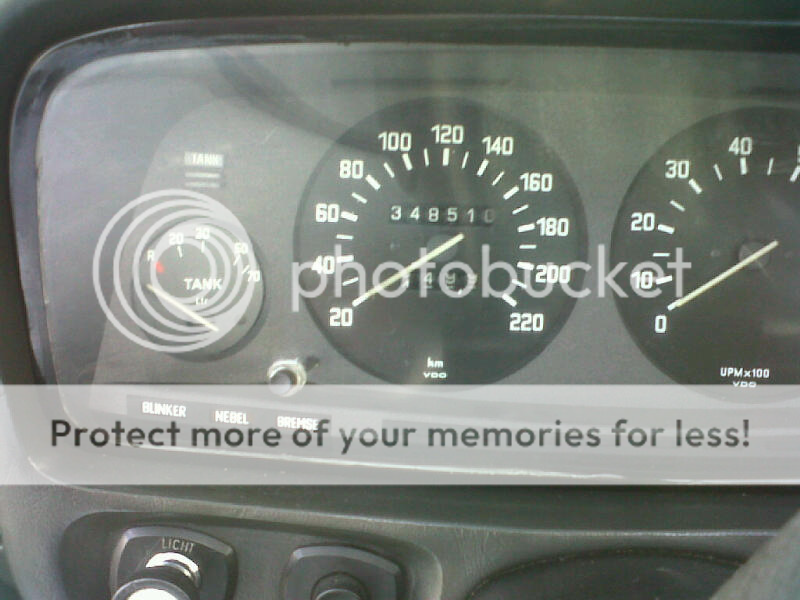 TANK
R 20 30 60 70
TANK
Ltr
20 40 60 80 100 120 140 160 180 200 220
348510
km
VDO
0 10 20 30 40
UPM x 100
VDO
photobucket
BLINKER NEBEL BREMSE
Protect more of your memories for less!
LICHT